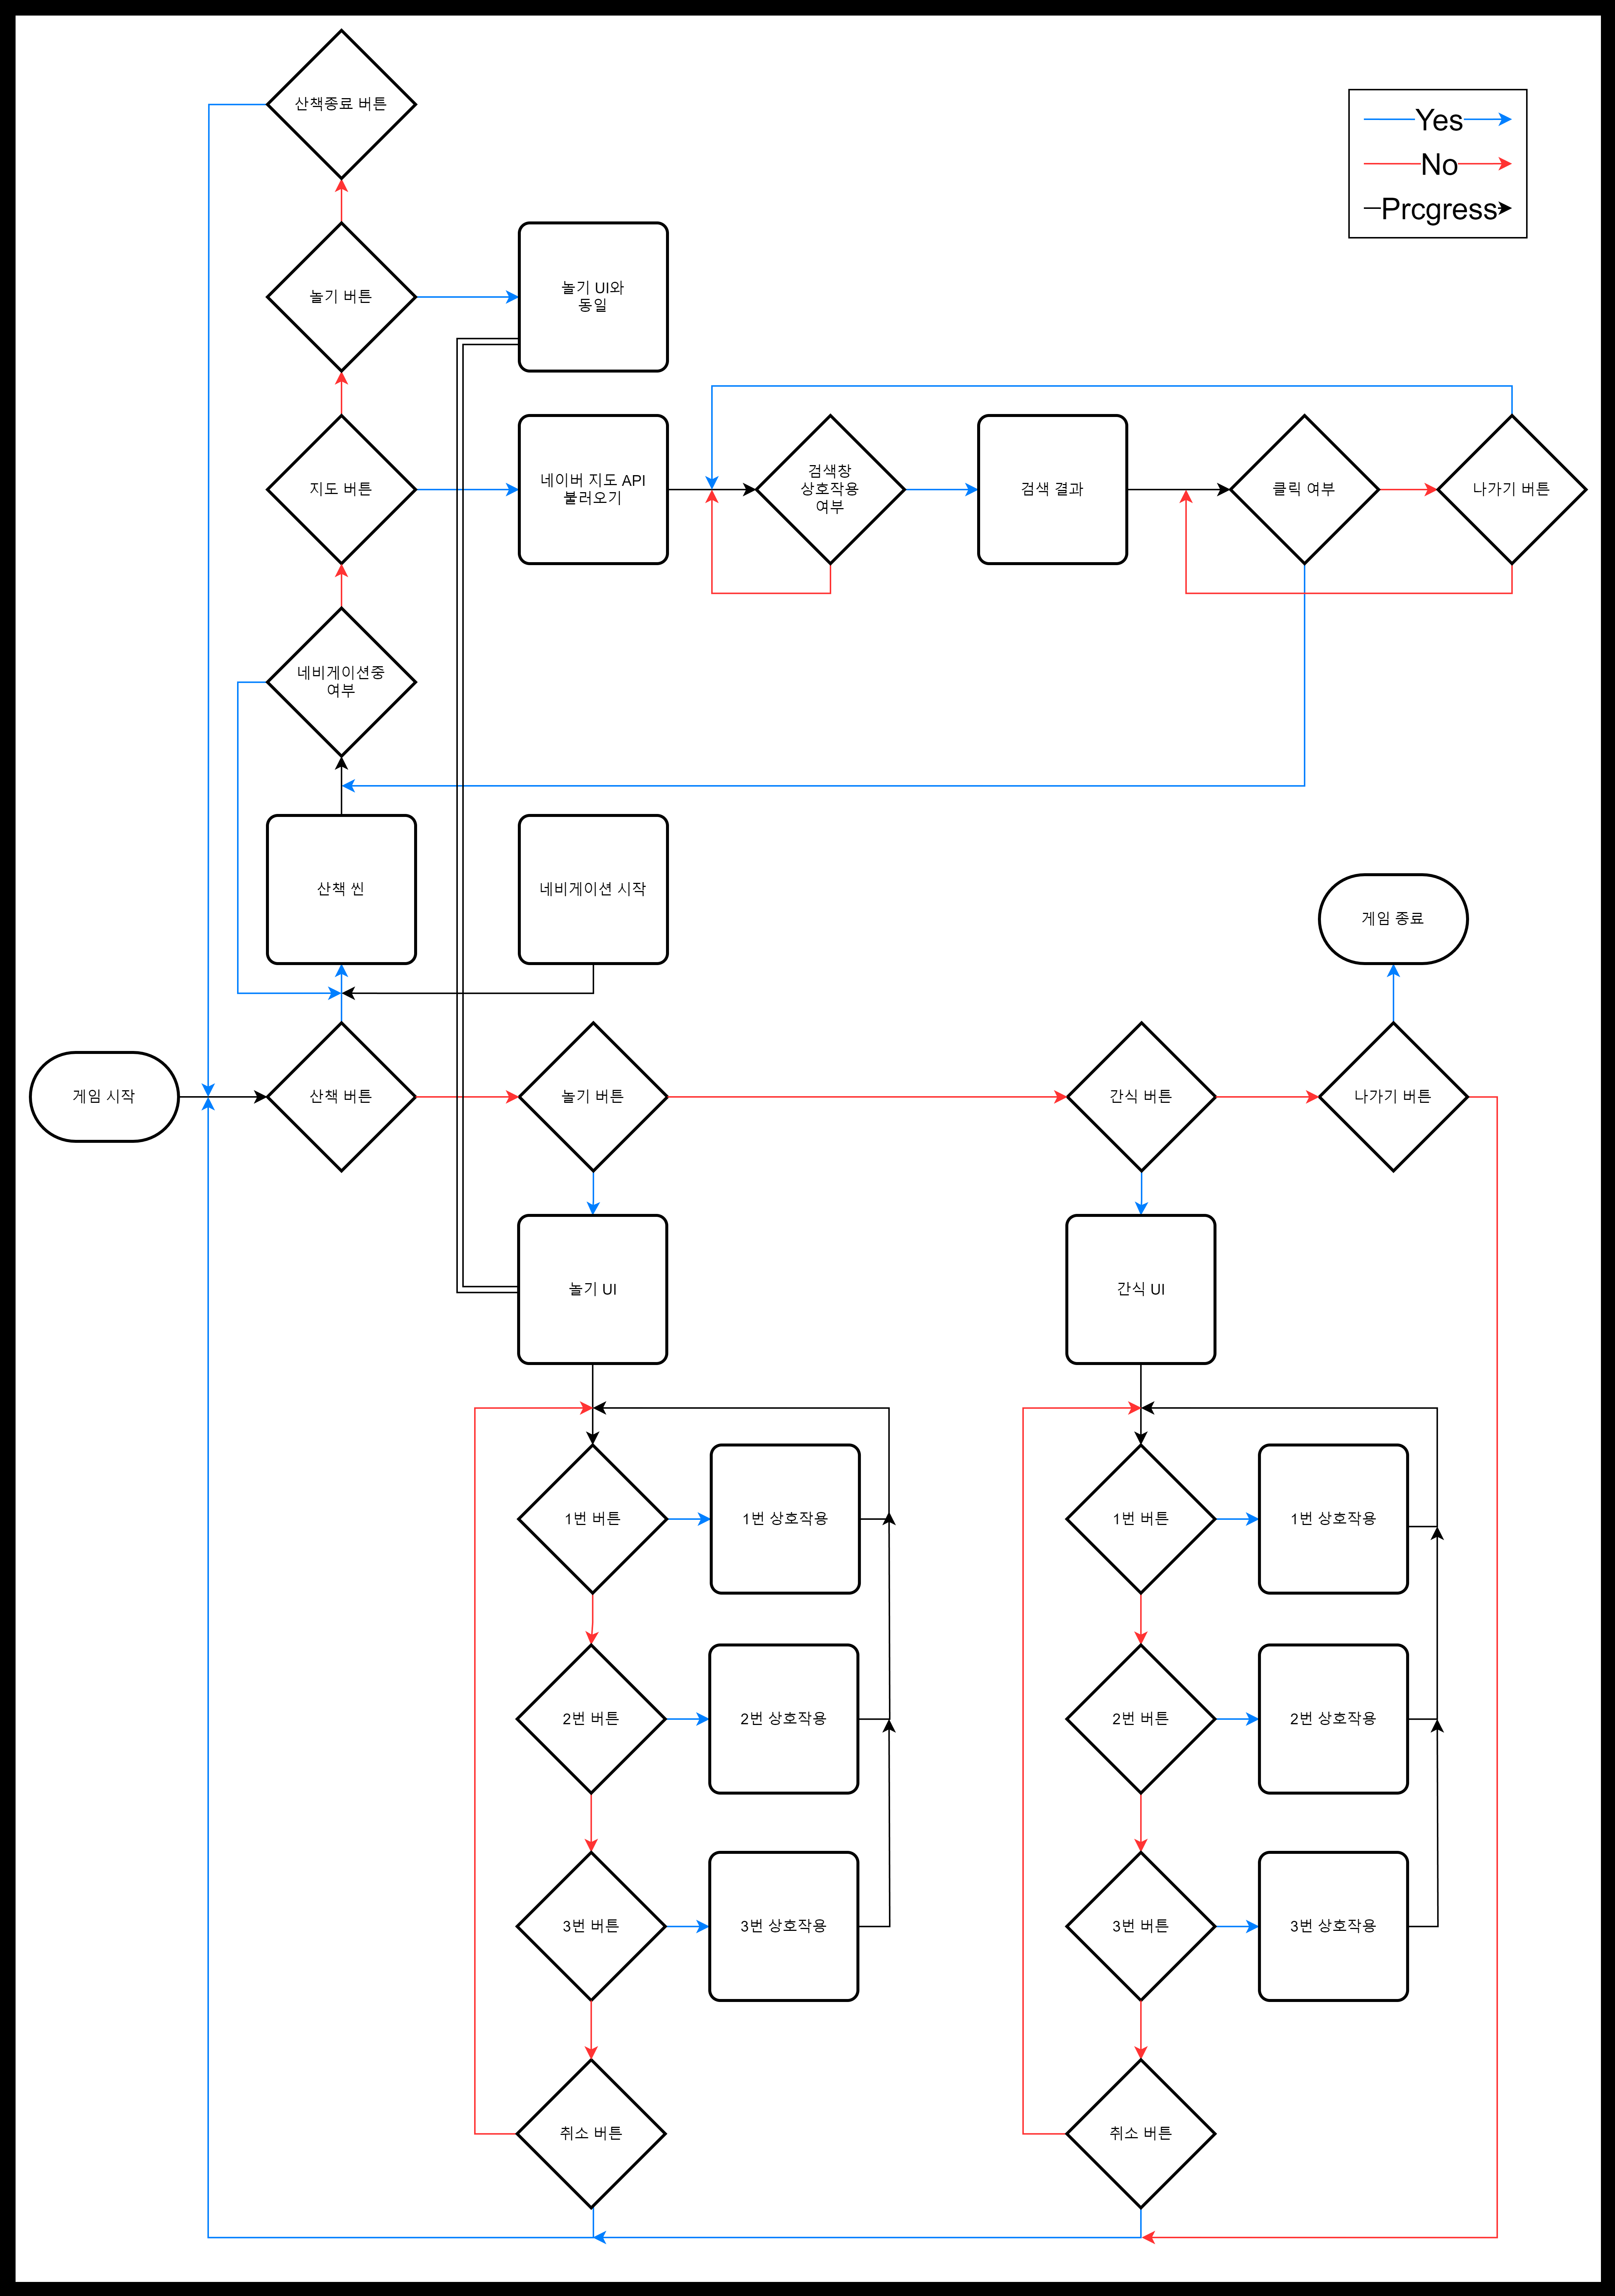 산책종료 버튼
Yes
No
Prcgress
놀기 버튼
놀기 UI와
동일
지도 버튼
네이버 지도 API
불러오기
검색창
상호작용
여부
검색 결과
클릭 여부
나가기 버튼
네비게이션중
여부
산책 씬
네비게이션 시작
게임 종료
게임 시작
산책 버튼
놀기 버튼
간식 버튼
나가기 버튼
놀기 UI
간식 UI
1번 버튼
1번 상호작용
1번 버튼
1번 상호작용
2번 버튼
2번 상호작용
2번 버튼
2번 상호작용
3번 버튼
3번 상호작용
3번 버튼
3번 상호작용
취소 버튼
취소 버튼